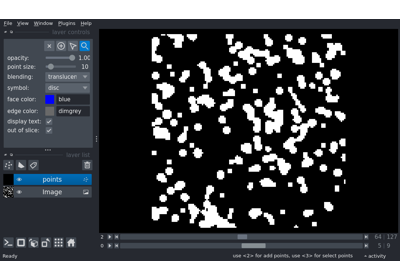 File View Window Plugins Help
layer controls
opacity: 1.00
point size: 10
blending: translucen
symbol: disc
face color: blue
edge color: dimgrey
display text:
out of slice:
layer list
points
Image
2 64 127
0 5 9
Ready use <2> for add points, use <3> for select points activity